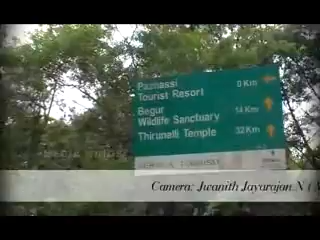 Pazhassi
Tourist Resort 0 Km
Begur
Wildlife Sanctuary 14 Km
Thirunelli Temple 32 Km
Camera: Jwanith Jayarajan.N